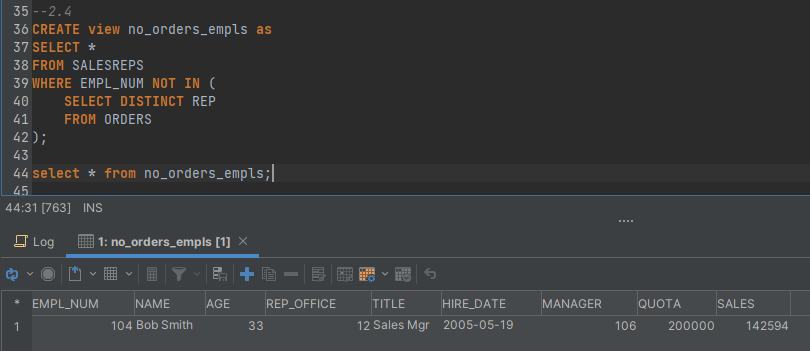 35 --2.4
36 CREATE view no_orders_empls as
37 SELECT *
38 FROM SALESREPS
39 WHERE EMPL_NUM NOT IN (
40     SELECT DISTINCT REP
41     FROM ORDERS
42 );
43
44 select * from no_orders_empls;
45
44:31 [763] INS
Log 1: no_orders_empls [1]
* EMPL_NUM NAME AGE REP_OFFICE TITLE HIRE_DATE MANAGER QUOTA SALES
1 104 Bob Smith 33 12 Sales Mgr 2005-05-19 106 200000 142594